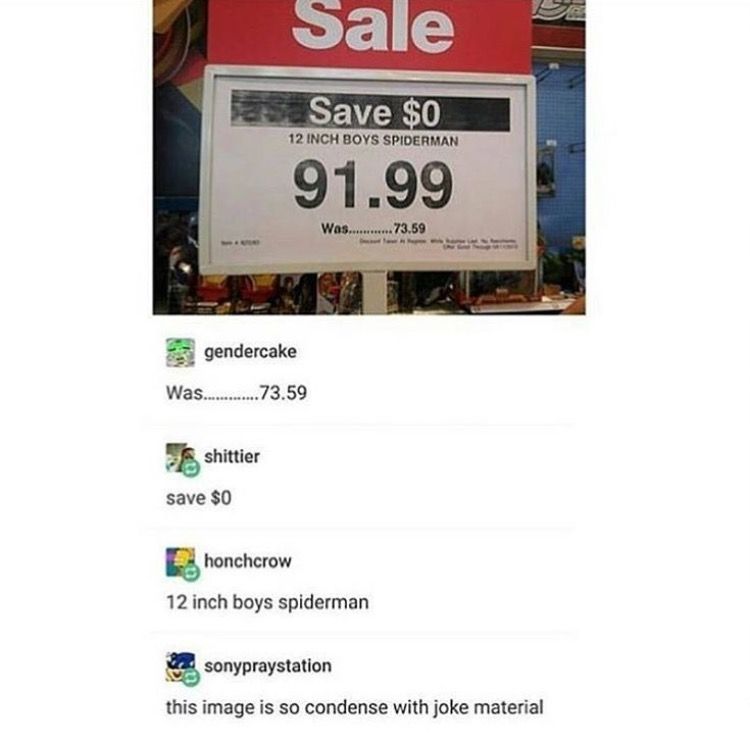 Sale
Save $0
12 INCH BOYS SPIDERMAN
91.99
Was............73.59
gendercake
Was.............73.59
shittier
save $0
honchcrow
12 inch boys spiderman
sonypraystation
this image is so condense with joke material